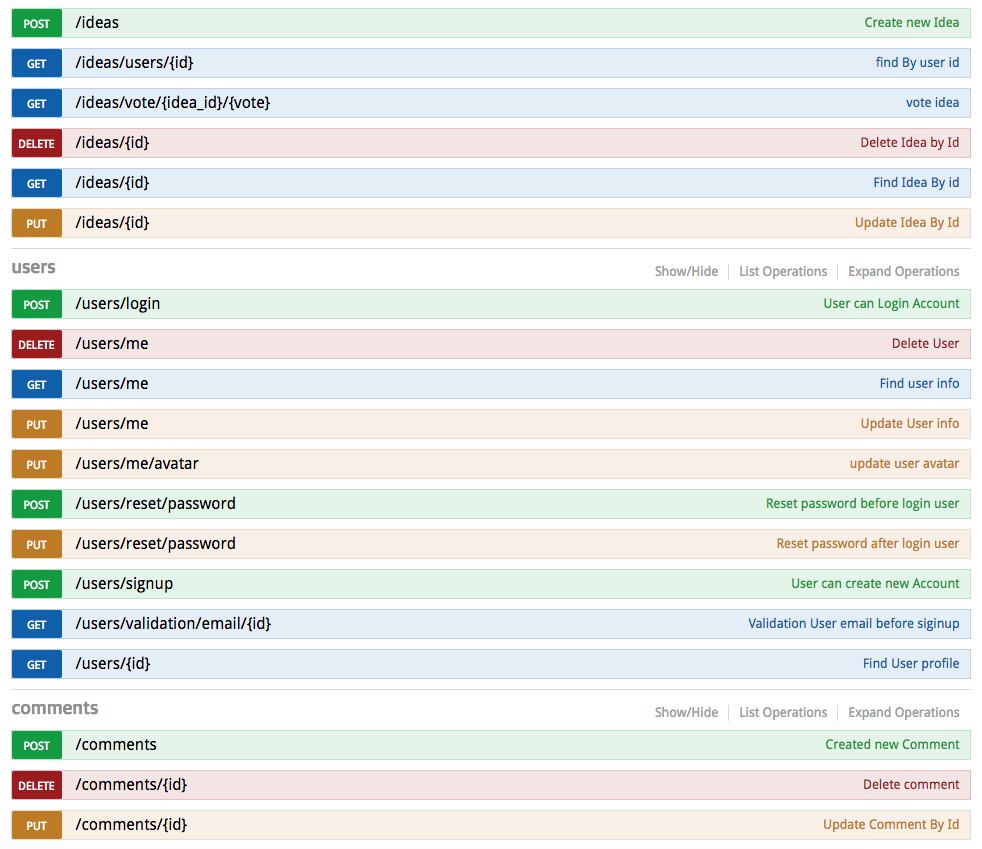 POST /ideas Create new Idea
GET /ideas/users/{id} find By user id
GET /ideas/vote/{idea_id}/{vote} vote idea
DELETE /ideas/{id} Delete Idea by Id
GET /ideas/{id} Find Idea By id
PUT /ideas/{id} Update Idea By Id
users Show/Hide List Operations Expand Operations
POST /users/login User can Login Account
DELETE /users/me Delete User
GET /users/me Find user info
PUT /users/me Update User info
PUT /users/me/avatar update user avatar
POST /users/reset/password Reset password before login user
PUT /users/reset/password Reset password after login user
POST /users/signup User can create new Account
GET /users/validation/email/{id} Validation User email before siginup
GET /users/{id} Find User profile
comments Show/Hide List Operations Expand Operations
POST /comments Created new Comment
DELETE /comments/{id} Delete comment
PUT /comments/{id} Update Comment By Id